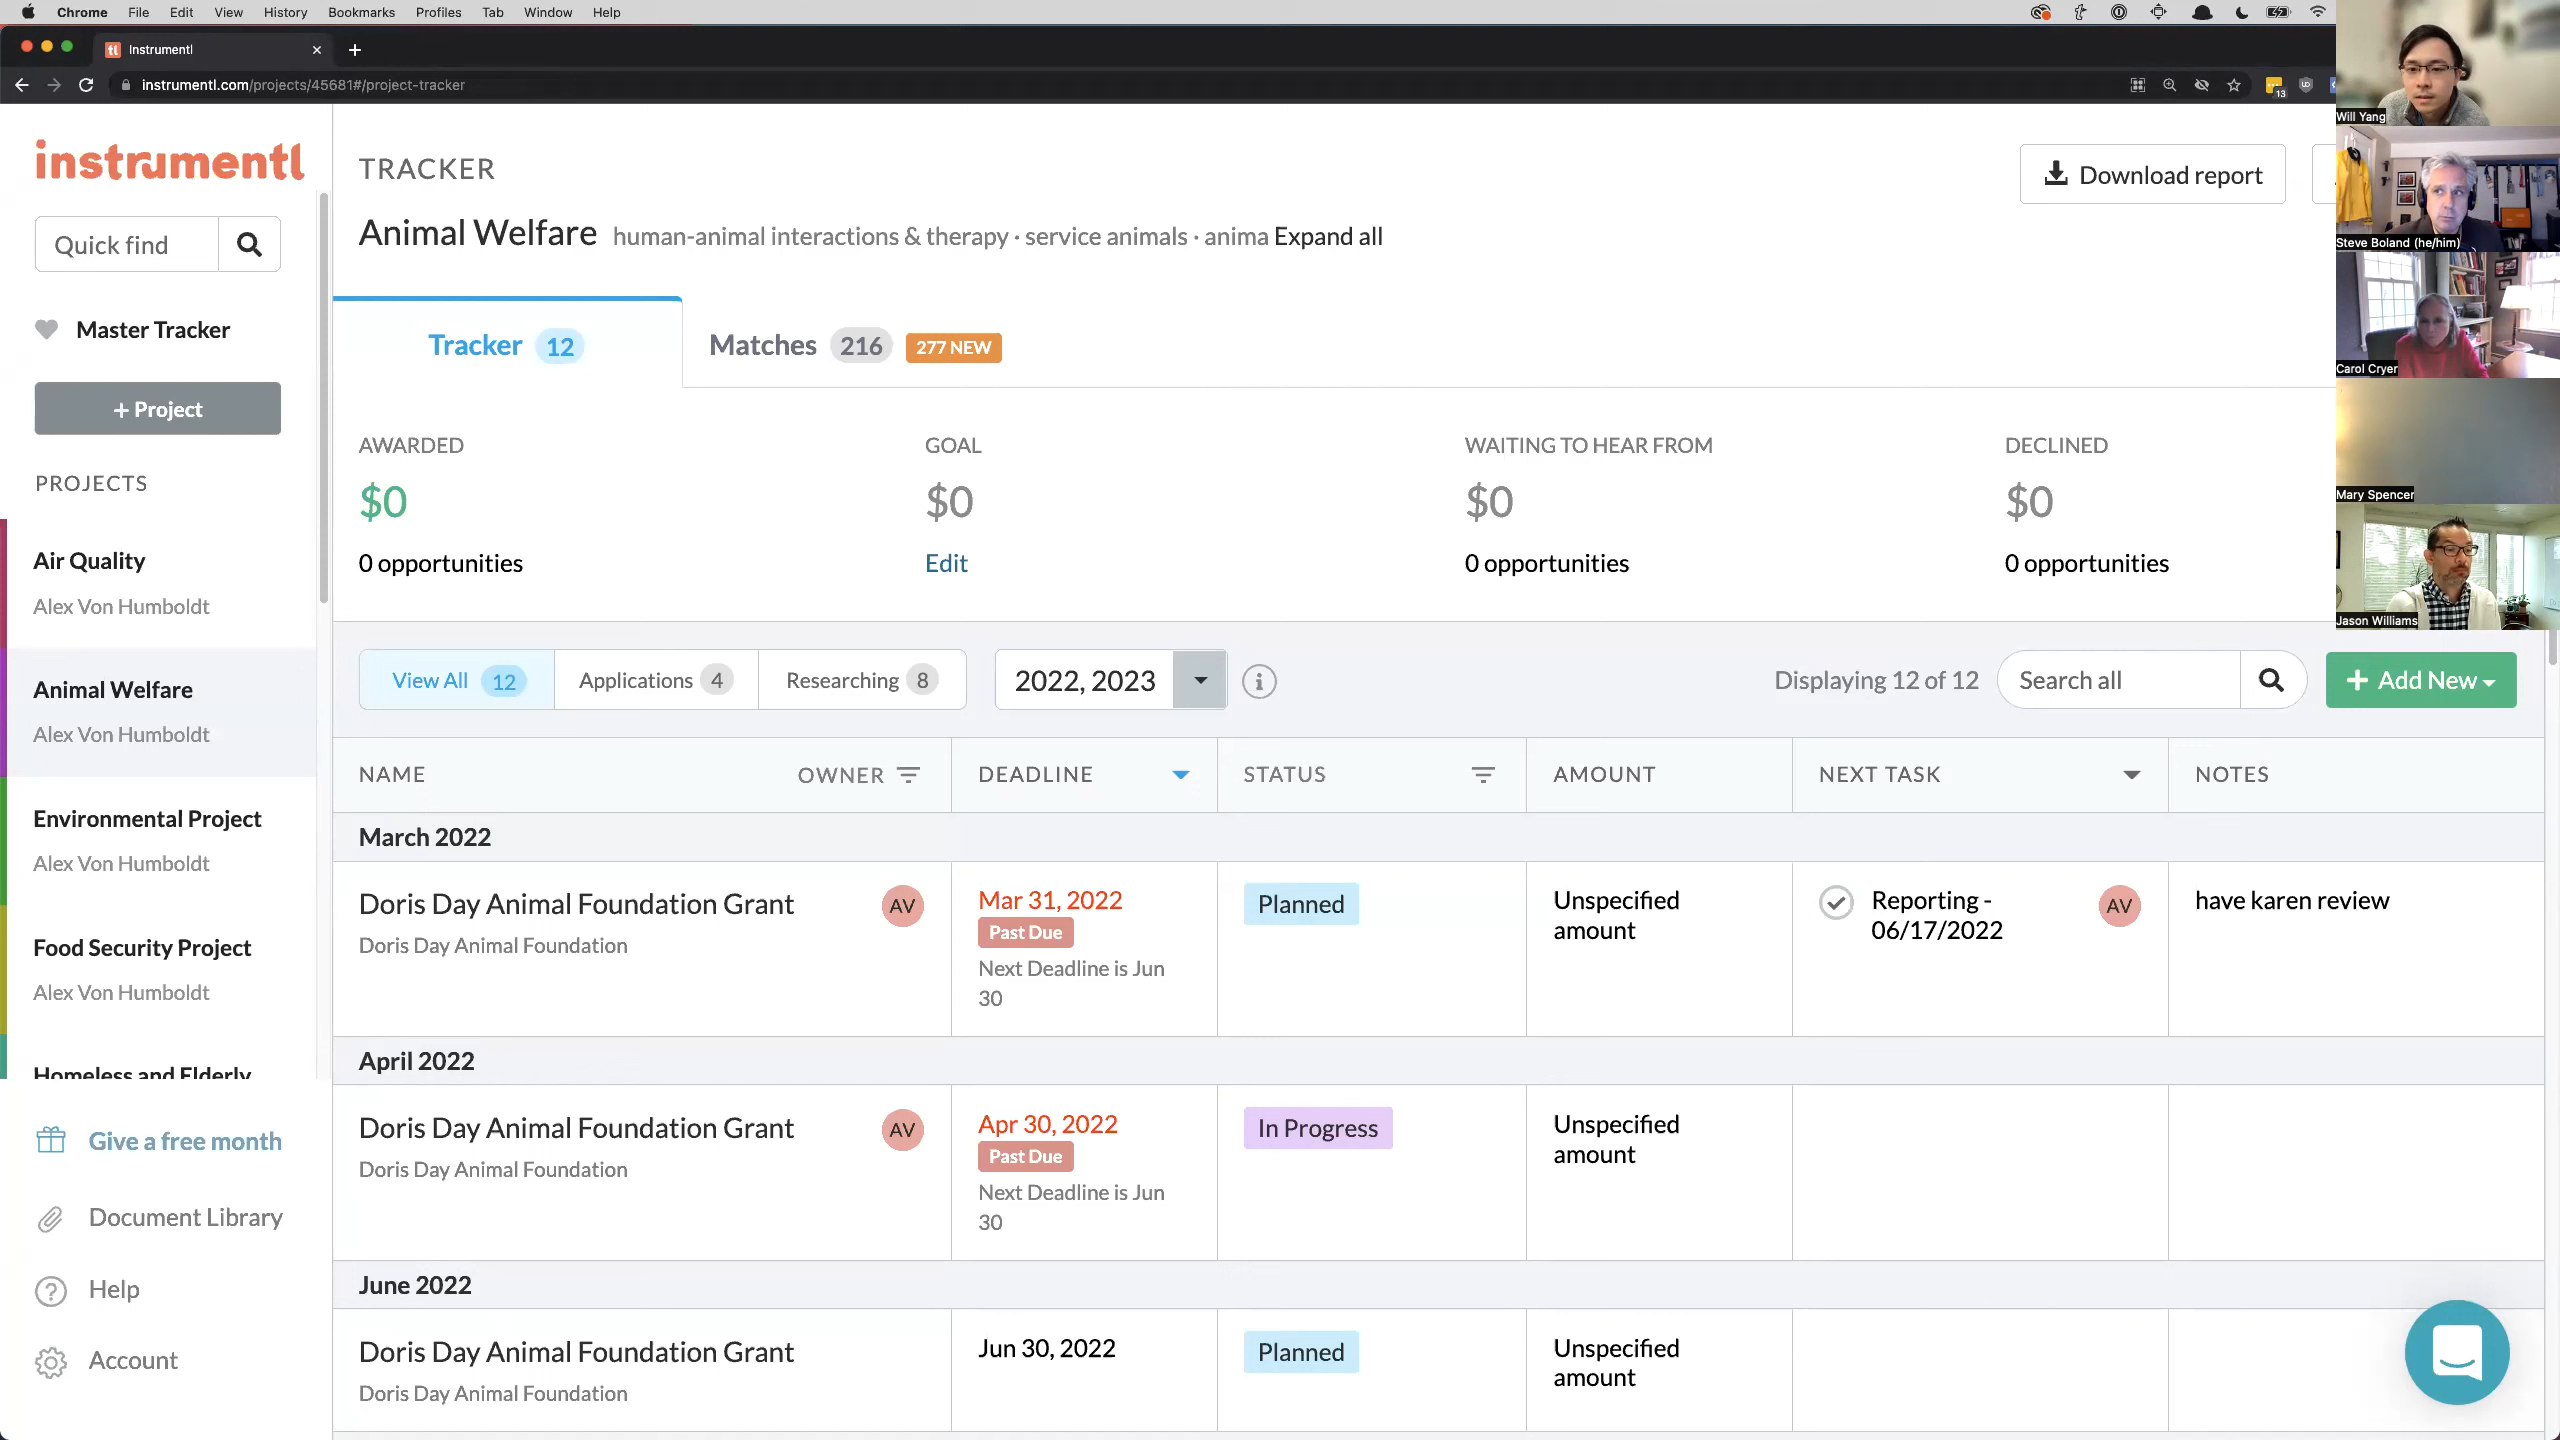 Chrome File Edit View History Bookmarks Profiles Tab Window Help
Instrumentl
instrumentl.com/projects/45681#/project-tracker
13
instrumentl
Quick find
Master Tracker
+ Project
PROJECTS
Air Quality
Alex Von Humboldt
Animal Welfare
Alex Von Humboldt
Environmental Project
Alex Von Humboldt
Food Security Project
Alex Von Humboldt
Homeless and Elderly
Give a free month
Document Library
Help
Account
TRACKER
Download report
Animal Welfare human-animal interactions & therapy · service animals · anima Expand all
Tracker 12
Matches 216 277 NEW
AWARDED
$0
0 opportunities
GOAL
$0
Edit
WAITING TO HEAR FROM
$0
0 opportunities
DECLINED
$0
0 opportunities
View All 12 Applications 4 Researching 8
2022, 2023
Displaying 12 of 12
Search all
+ Add New
NAME OWNER DEADLINE STATUS AMOUNT NEXT TASK NOTES
March 2022
Doris Day Animal Foundation Grant
Doris Day Animal Foundation
AV
Mar 31, 2022
Past Due
Next Deadline is Jun
30
Planned
Unspecified
amount
Reporting -
06/17/2022
AV
have karen review
April 2022
Doris Day Animal Foundation Grant
Doris Day Animal Foundation
AV
Apr 30, 2022
Past Due
Next Deadline is Jun
30
In Progress
Unspecified
amount
June 2022
Doris Day Animal Foundation Grant
Doris Day Animal Foundation
Jun 30, 2022
Planned
Unspecified
amount
Will Yang
Steve Boland (he/him)
Carol Cryer
Mary Spencer
Jason Williams